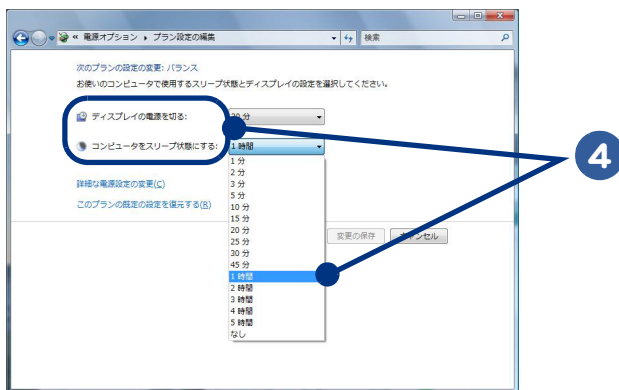 « 電源オプション ▸ プラン設定の編集
検索
次のプランの設定の変更: バランス
お使いのコンピュータで使用するスリープ状態とディスプレイの設定を選択してください。
ディスプレイの電源を切る:
20 分
コンピュータをスリープ状態にする:
1 時間
4
1 分
2 分
3 分
5 分
10 分
15 分
20 分
25 分
30 分
45 分
1 時間
2 時間
3 時間
4 時間
5 時間
なし
詳細な電源設定の変更(C)
このプランの既定の設定を復元する(R)
変更の保存
キャンセル